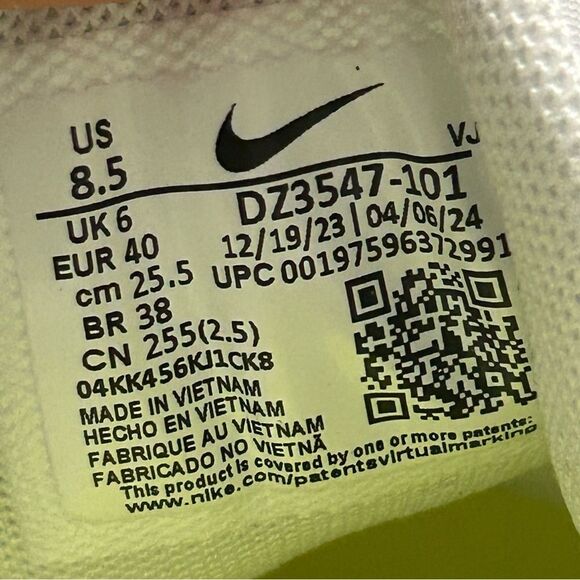 US
8.5
VJ
UK 6
EUR 40
cm 25.5
BR 38
CN 255(2.5)
DZ3547-101
12/19/23 | 04/06/24
UPC 00197596372991
04KK456KJ1CK8
MADE IN VIETNAM
HECHO EN VIETNAM
FABRIQUE AU VIETNAM
FABRICADO NO VIETNÃ
This product is covered by one or more patents:
www.nike.com/patentsvirtualmarking